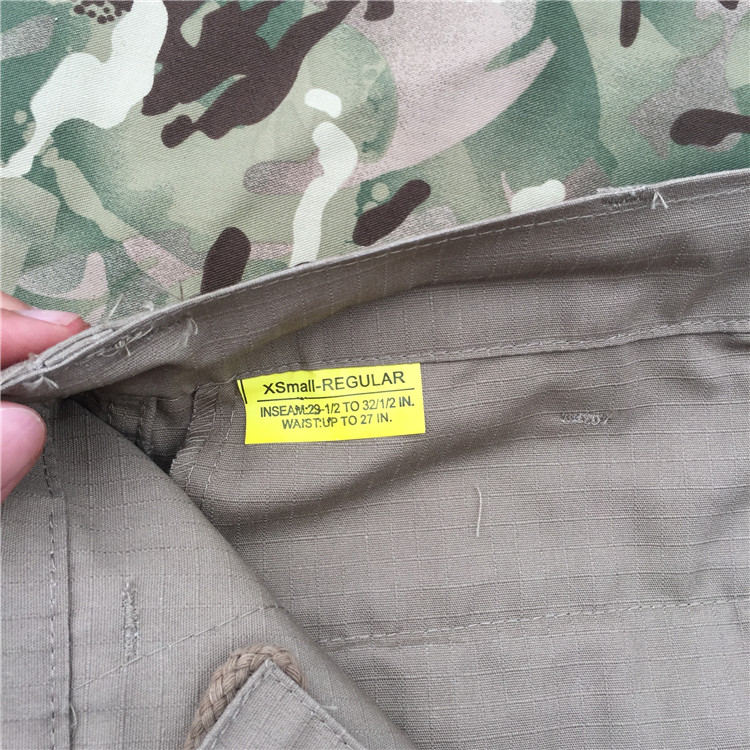 XSmall-REGULAR
INSEAM:29-1/2 TO 32/1/2 IN.
WAIST:UP TO 27 IN.